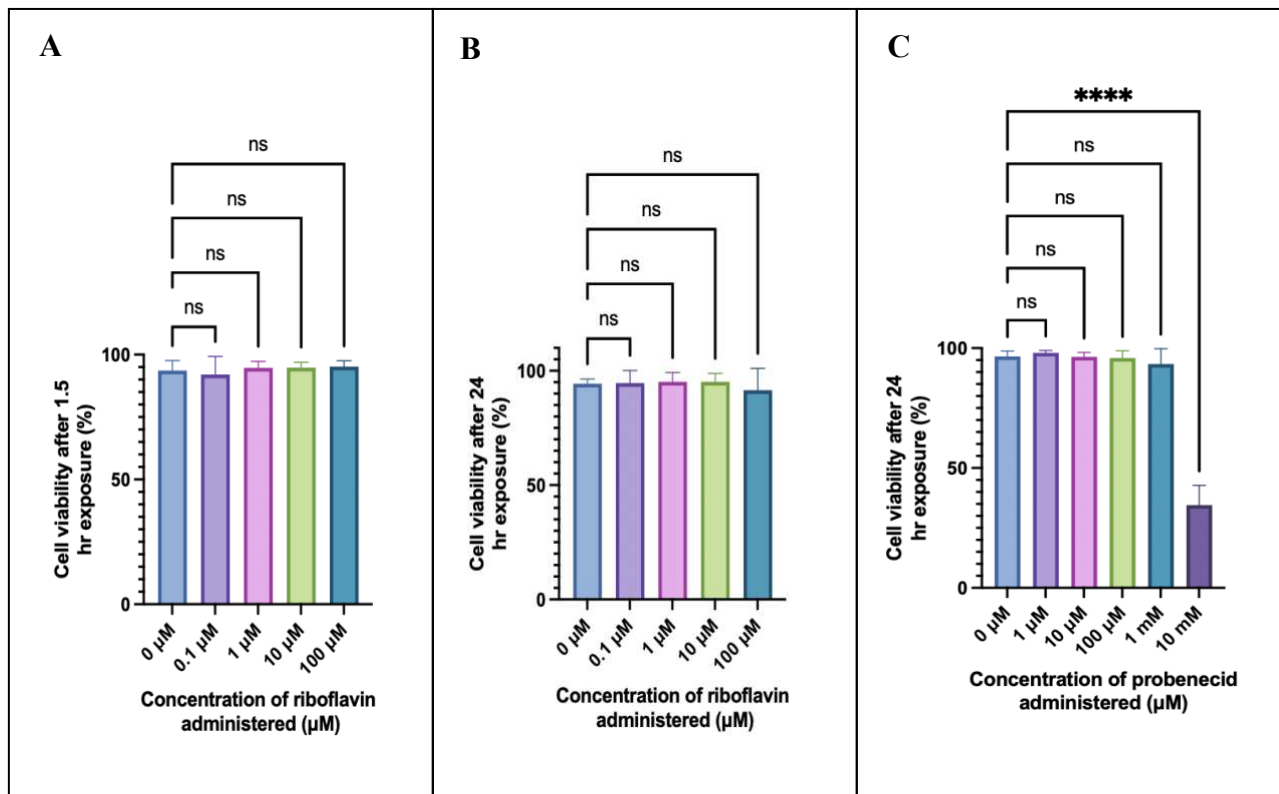 A
ns
ns
ns
ns
100
50
0
Cell viability after 1.5
hr exposure (%)
0 µM
0.1 µM
1 µM
10 µM
100 µM
Concentration of riboflavin
administered (µM)
B
ns
ns
ns
ns
100
50
0
Cell viability after 24
hr exposure (%)
0 µM
0.1 µM
1 µM
10 µM
100 µM
Concentration of riboflavin
administered (µM)
C
****
ns
ns
ns
ns
100
50
0
Cell viability after 24
hr exposure (%)
0 µM
1 µM
10 µM
100 µM
1 mM
10 mM
Concentration of probenecid
administered (µM)